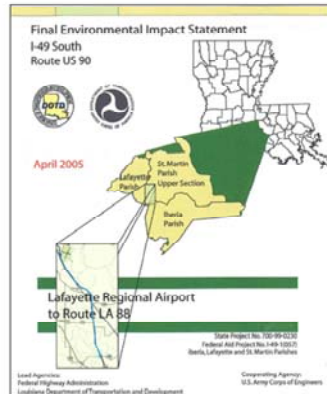 Final Environmental Impact Statement
I-49 South
Route US 90
DOTD
April 2005
St. Martin
Parish
Upper Section
Lafayette
Parish
Iberia
Parish
Lafayette Regional Airport
to Route LA 88
State Project No. 700-99-0230
Federal Aid Project No. I-49-1(057)
Iberia, Lafayette and St. Martin Parishes
Lead Agencies:
Federal Highway Administration
Louisiana Department of Transportation and Development
Cooperating Agency:
U.S. Army Corps of Engineers